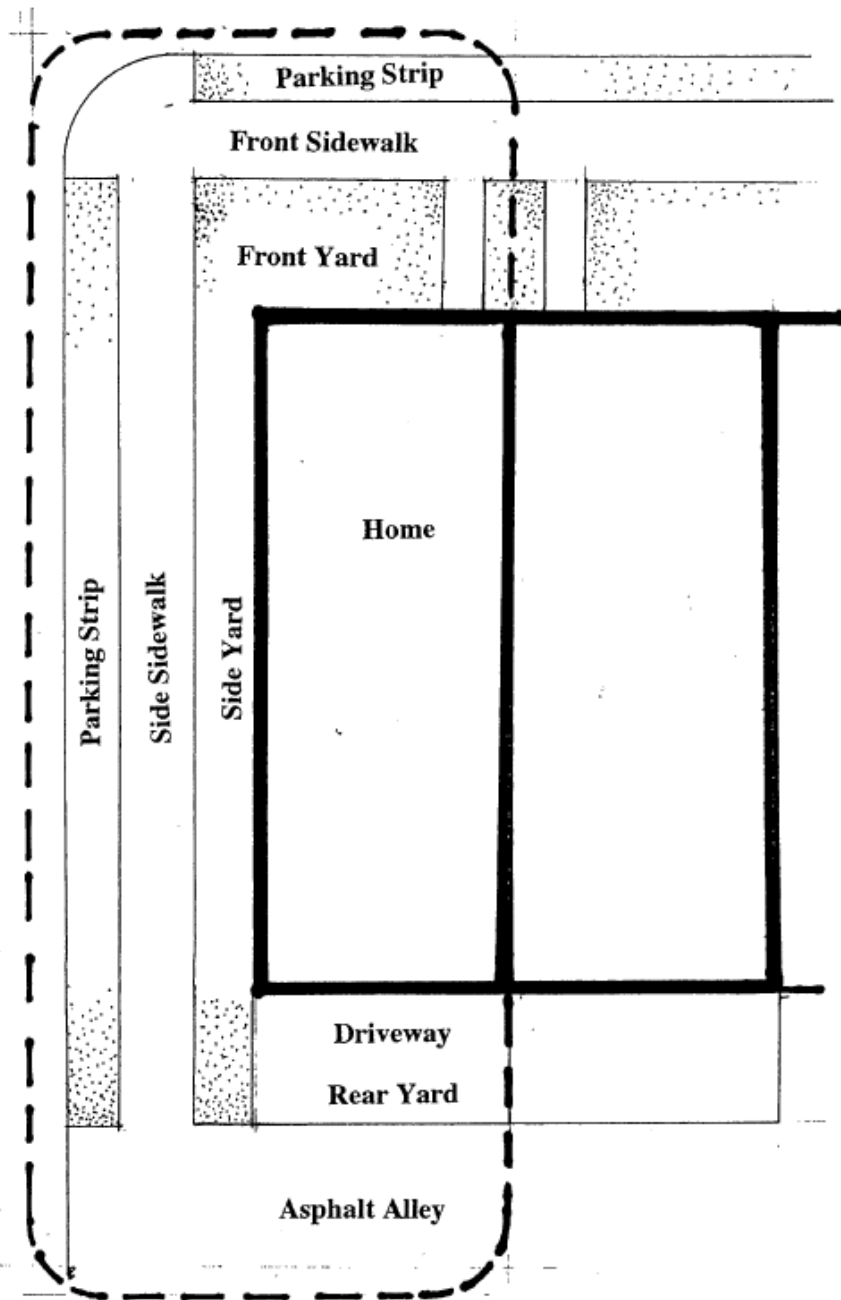 Parking Strip
Front Sidewalk
Front Yard
Home
Parking Strip
Side Sidewalk
Side Yard
Driveway
Rear Yard
Asphalt Alley